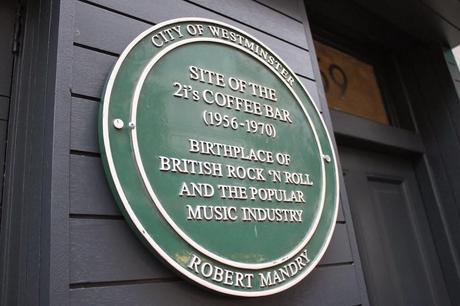 CITY OF WESTMINSTER
SITE OF THE
2i's COFFEE BAR
(1956-1970)
BIRTHPLACE OF
BRITISH ROCK 'N ROLL
AND THE POPULAR
MUSIC INDUSTRY
ROBERT MANDRY